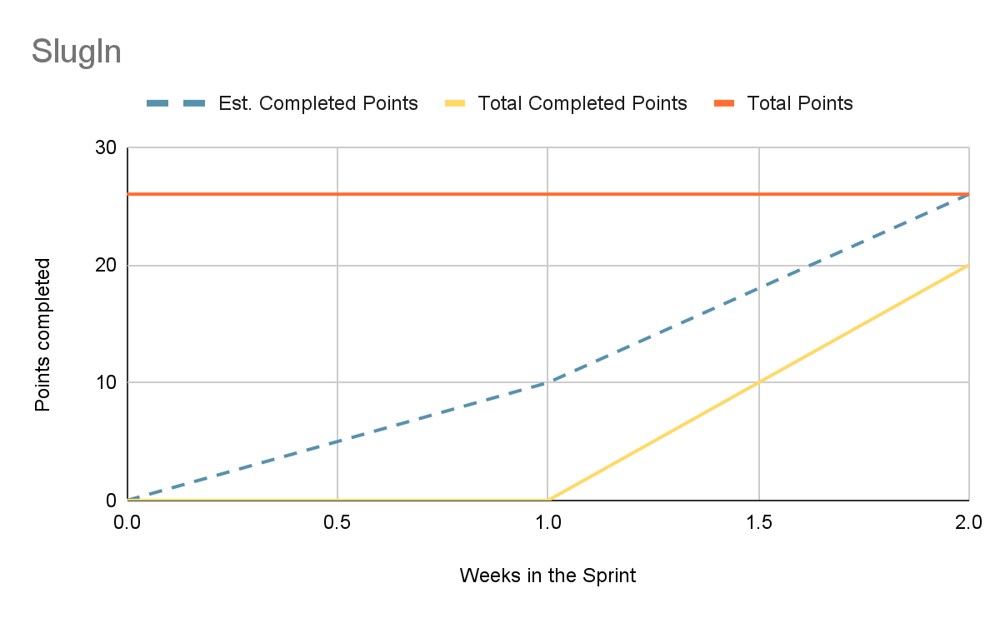 SlugIn
Est. Completed Points
Total Completed Points
Total Points
30
20
10
0
Points completed
0.0
0.5
1.0
1.5
2.0
Weeks in the Sprint